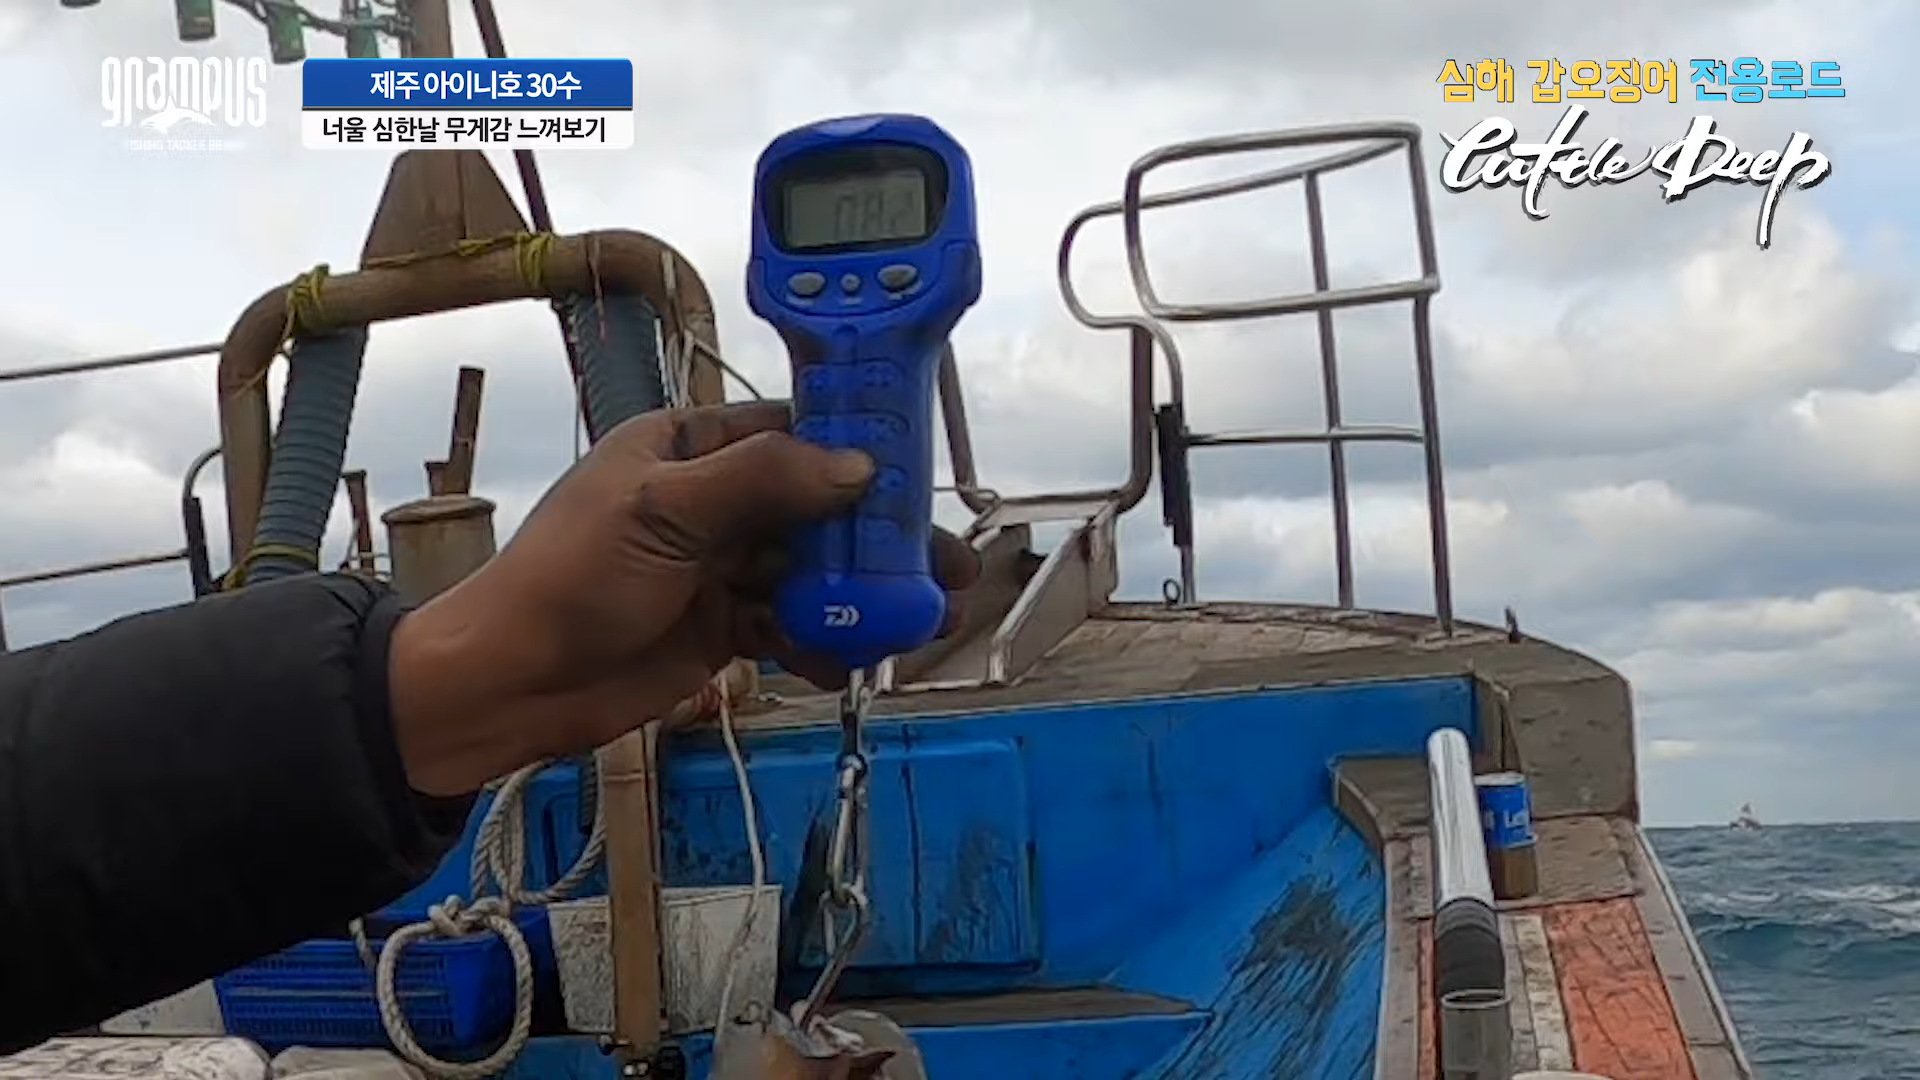 gnampus
제주 아이니호 30수
너울 심한날 무게감 느껴보기
심해 갑오징어 전용로드
Cuttle Deep